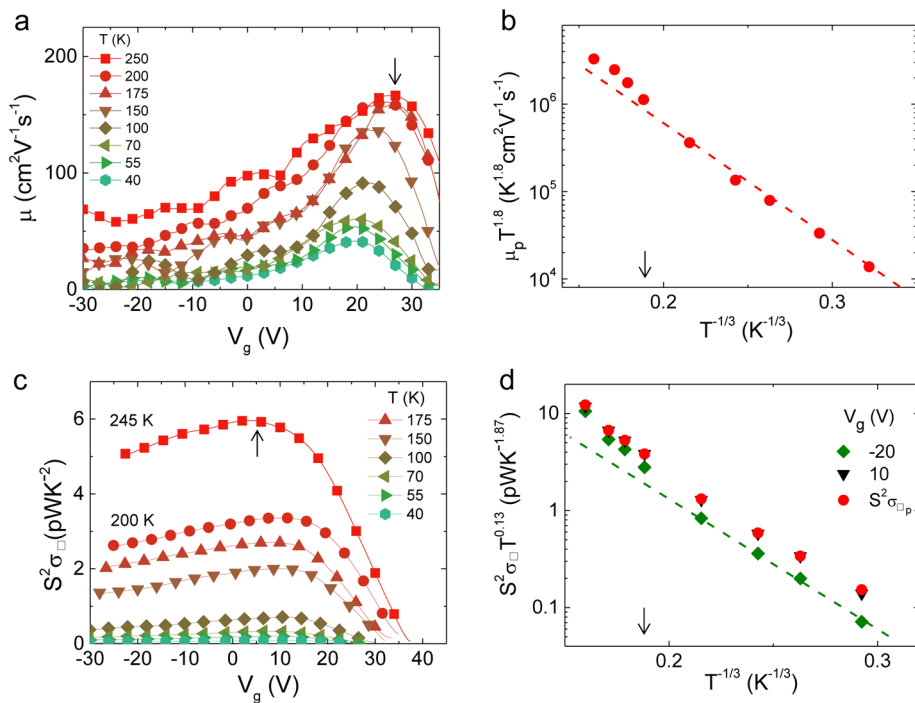 a
T (K)
250
200
175
150
100
70
55
40
200
100
0
μ (cm²V⁻¹s⁻¹)
-30 -20 -10 0 10 20 30
V_g (V)
b
10⁶
10⁵
10⁴
μ_pT^1.8 (K^1.8cm²V⁻¹s⁻¹)
0.2 0.3
T^-1/3 (K^-1/3)
c
245 K
200 K
T (K)
175
150
100
70
55
40
6
4
2
0
S²σ□(pWK⁻²)
-30 -20 -10 0 10 20 30 40
V_g (V)
d
V_g (V)
-20
10
S²σ□p
10
1
0.1
S²σ□T^0.13 (pWK^-1.87)
0.2 0.3
T^-1/3 (K^-1/3)